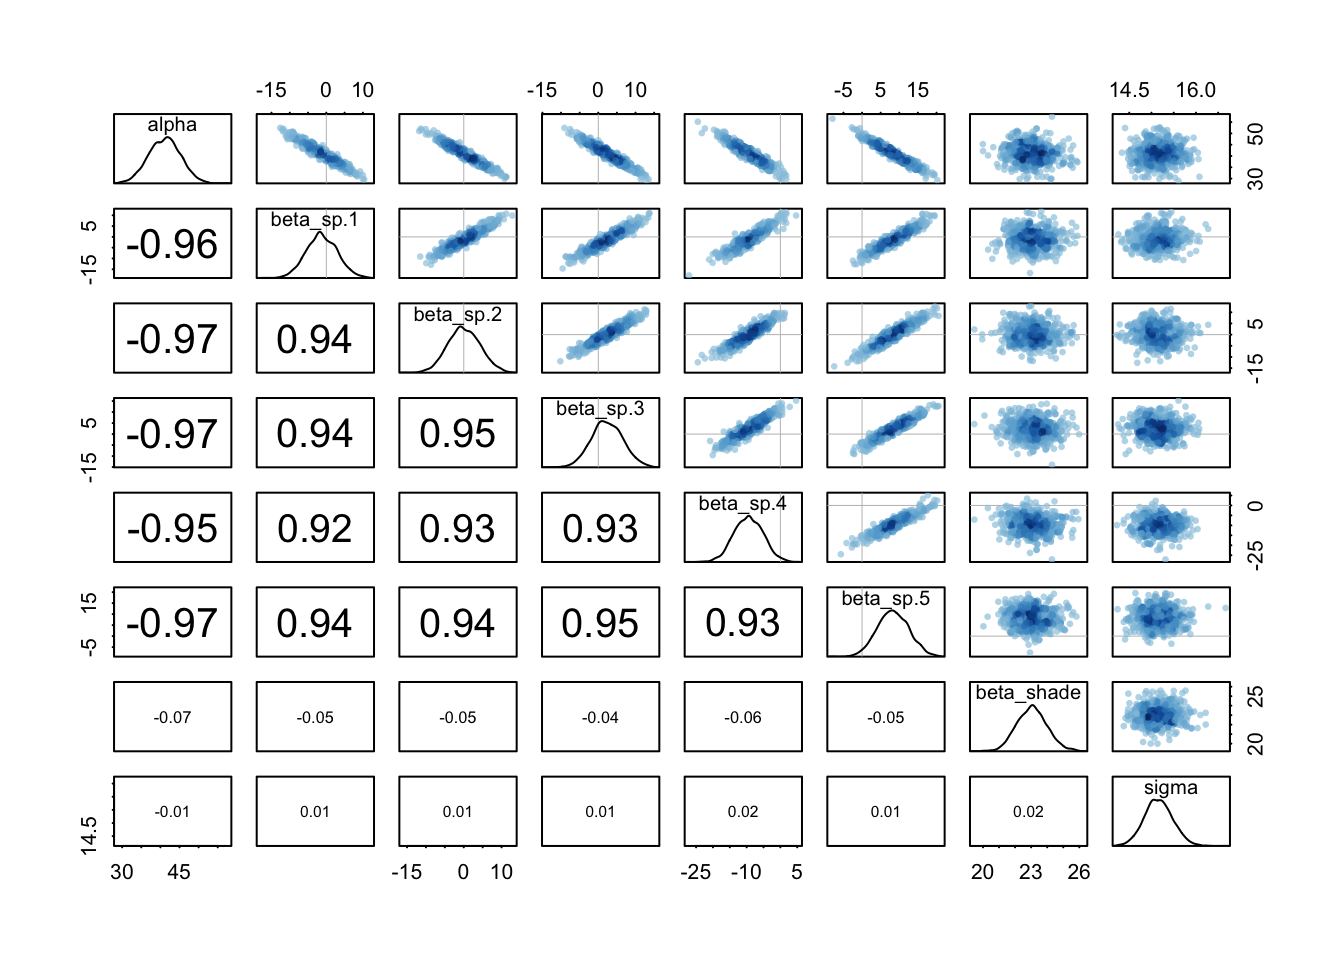 -15 0 10 -15 0 10 -5 5 15 14.5 16.0
alpha
30 50
5 -15
-0.96 beta_sp.1
-0.97 0.94 beta_sp.2
-15 5
5 -15
-0.97 0.94 0.95 beta_sp.3
-0.95 0.92 0.93 0.93 beta_sp.4
-25 0
15 -5
-0.97 0.94 0.94 0.95 0.93 beta_sp.5
-0.07 -0.05 -0.05 -0.04 -0.06 -0.05 beta_shade
20 25
14.5
-0.01 0.01 0.01 0.01 0.02 0.01 0.02 sigma
30 45 -15 0 10 -25 -10 5 20 23 26